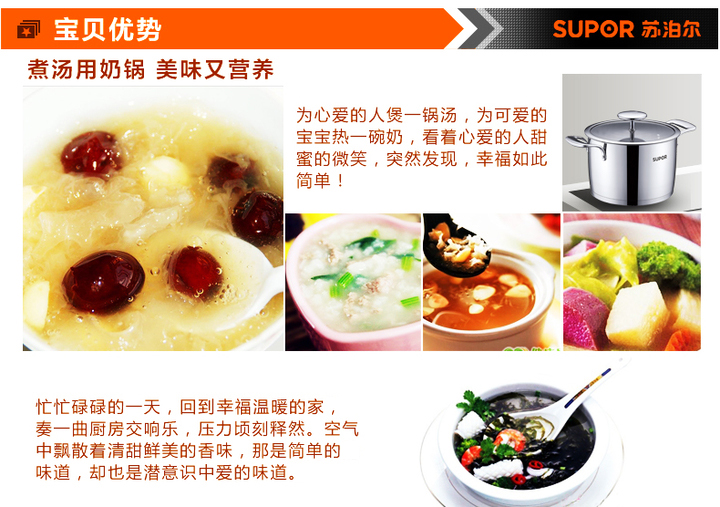 宝贝优势
SUPOR 苏泊尔
煮汤用奶锅 美味又营养
为心爱的人煲一锅汤，为可爱的
宝宝热一碗奶，看着心爱的人甜
蜜的微笑，突然发现，幸福如此
简单！
SUPOR
忙忙碌碌的一天，回到幸福温暖的家，
奏一曲厨房交响乐，压力顷刻释然。空气
中飘散着清甜鲜美的香味，那是简单的
味道，却也是潜意识中爱的味道。